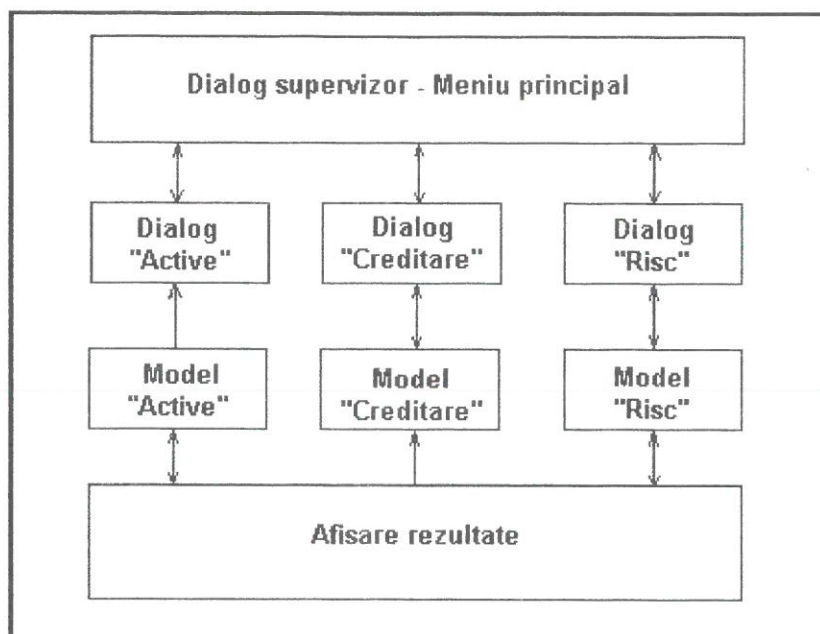 Dialog supervizor - Meniu principal
Dialog
"Active"
Dialog
"Creditare"
Dialog
"Risc"
Model
"Active"
Model
"Creditare"
Model
"Risc"
Afisare rezultate